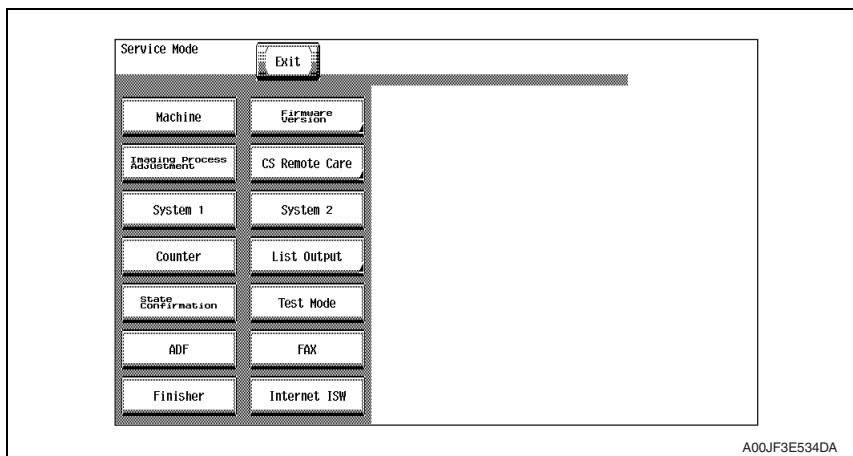 Service Mode
Exit
Machine
Firmware
Version
Imaging Process
Adjustment
CS Remote Care
System 1
System 2
Counter
List Output
State
Confirmation
Test Mode
ADF
FAX
Finisher
Internet ISW
A00JF3E534DA